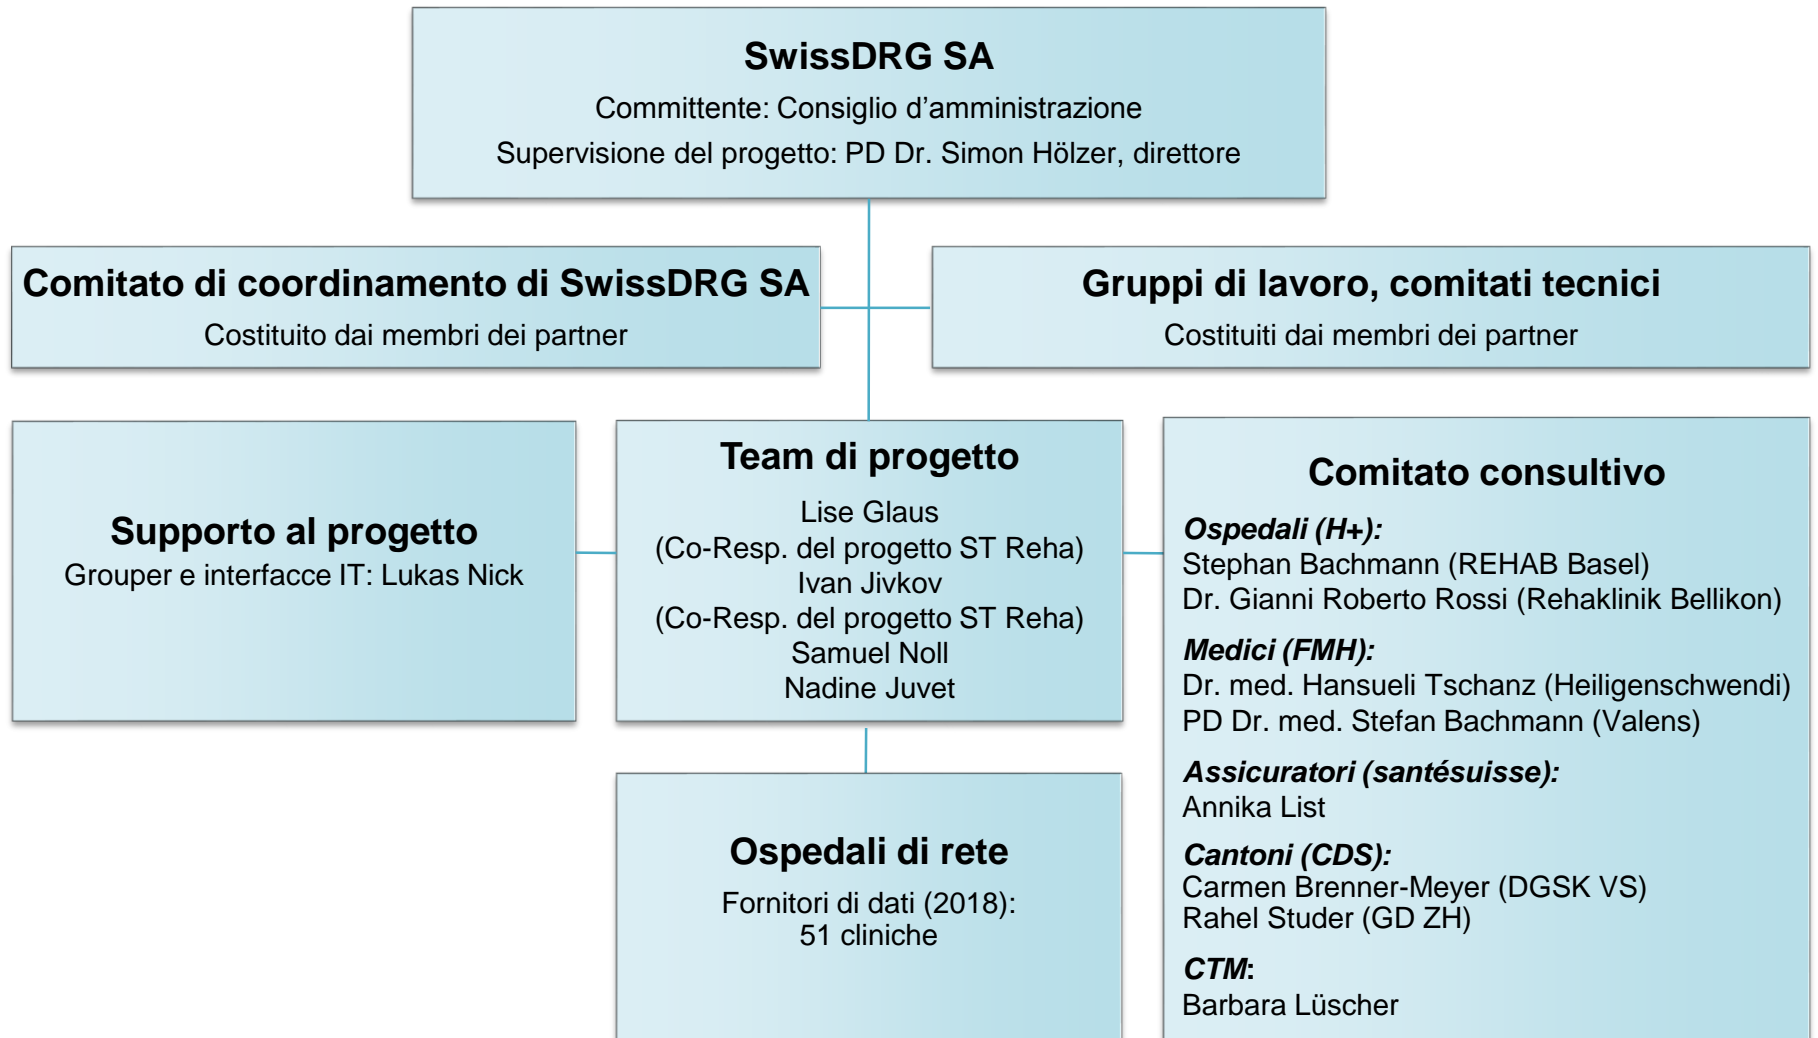 SwissDRG SA
Committente: Consiglio d’amministrazione
Supervisione del progetto: PD Dr. Simon Hölzer, direttore
Comitato di coordinamento di SwissDRG SA
Costituito dai membri dei partner
Gruppi di lavoro, comitati tecnici
Costituiti dai membri dei partner
Supporto al progetto
Grouper e interfacce IT: Lukas Nick
Team di progetto
Lise Glaus
(Co-Resp. del progetto ST Reha)
Ivan Jivkov
(Co-Resp. del progetto ST Reha)
Samuel Noll
Nadine Juvet
Comitato consultivo
Ospedali (H+):
Stephan Bachmann (REHAB Basel)
Dr. Gianni Roberto Rossi (Rehaklinik Bellikon)
Medici (FMH):
Dr. med. Hansueli Tschanz (Heiligenschwendi)
PD Dr. med. Stefan Bachmann (Valens)
Assicuratori (santésuisse):
Annika List
Cantoni (CDS):
Carmen Brenner-Meyer (DGSK VS)
Rahel Studer (GD ZH)
CTM:
Barbara Lüscher
Ospedali di rete
Fornitori di dati (2018):
51 cliniche